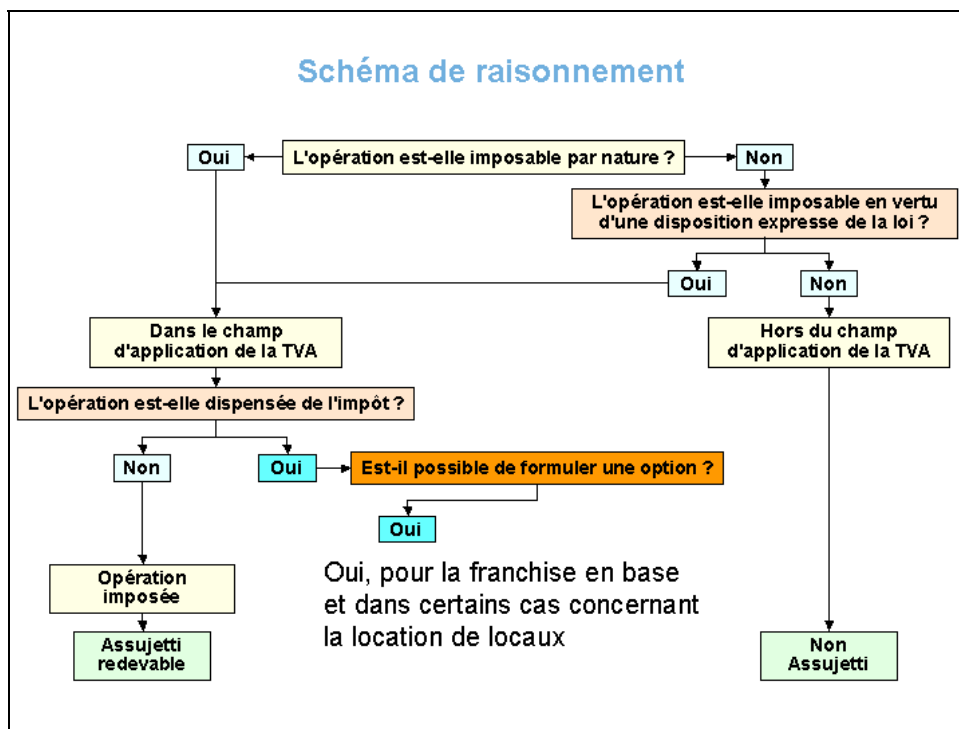 Schéma de raisonnement
Oui
L'opération est-elle imposable par nature ?
Non
L'opération est-elle imposable en vertu
d'une disposition expresse de la loi ?
Oui
Non
Dans le champ
d'application de la TVA
Hors du champ
d'application de la TVA
L'opération est-elle dispensée de l'impôt ?
Non
Oui
Est-il possible de formuler une option ?
Oui
Oui, pour la franchise en base
et dans certains cas concernant
la location de locaux
Opération
imposée
Assujetti
redevable
Non
Assujetti